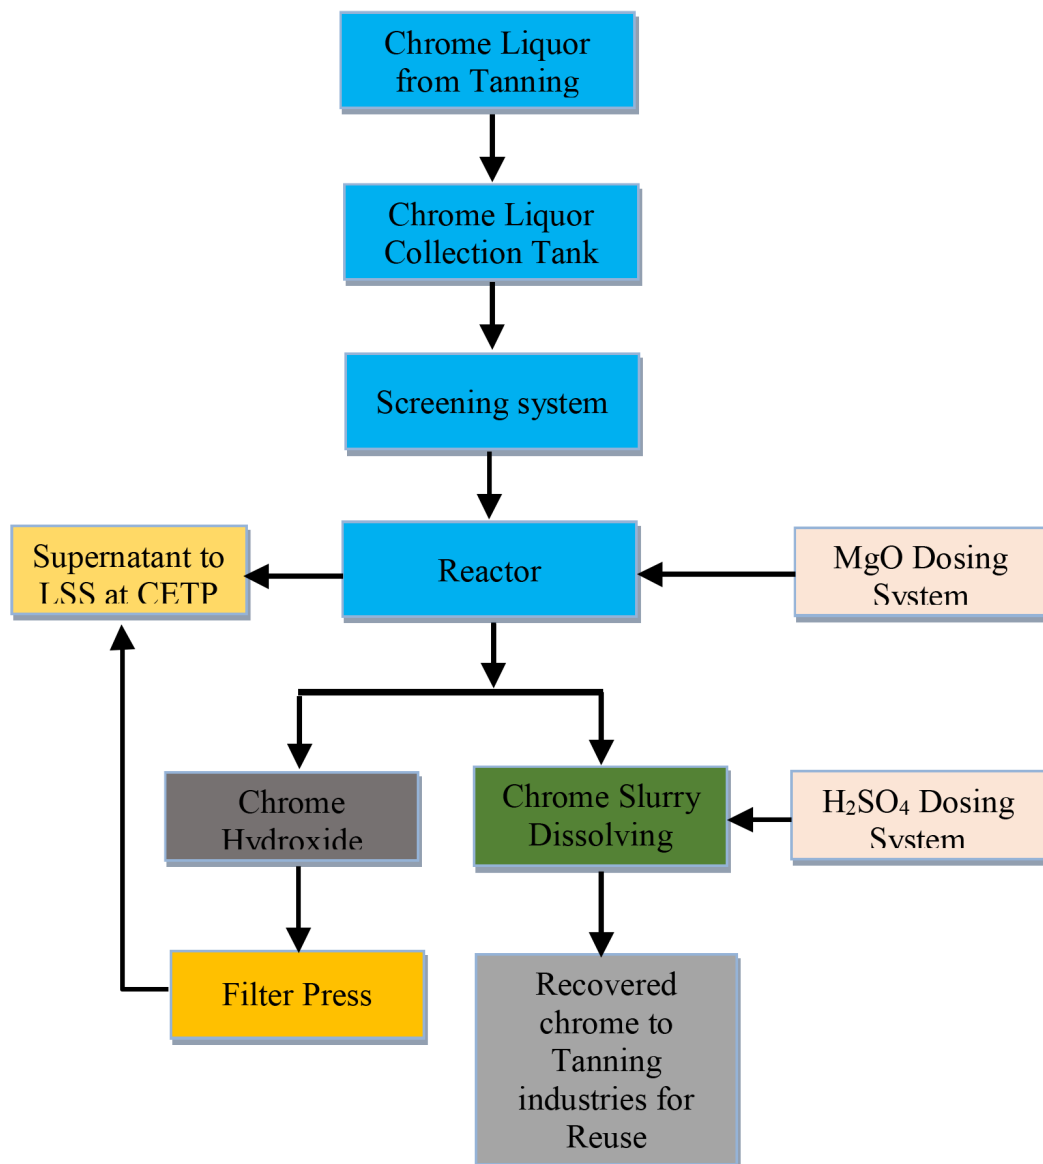 Chrome Liquor
from Tanning
Chrome Liquor
Collection Tank
Screening system
Supernatant to
LSS at CETP
Reactor
MgO Dosing
System
Chrome
Hydroxide
Chrome Slurry
Dissolving
H₂SO₄ Dosing
System
Filter Press
Recovered
chrome to
Tanning
industries for
Reuse